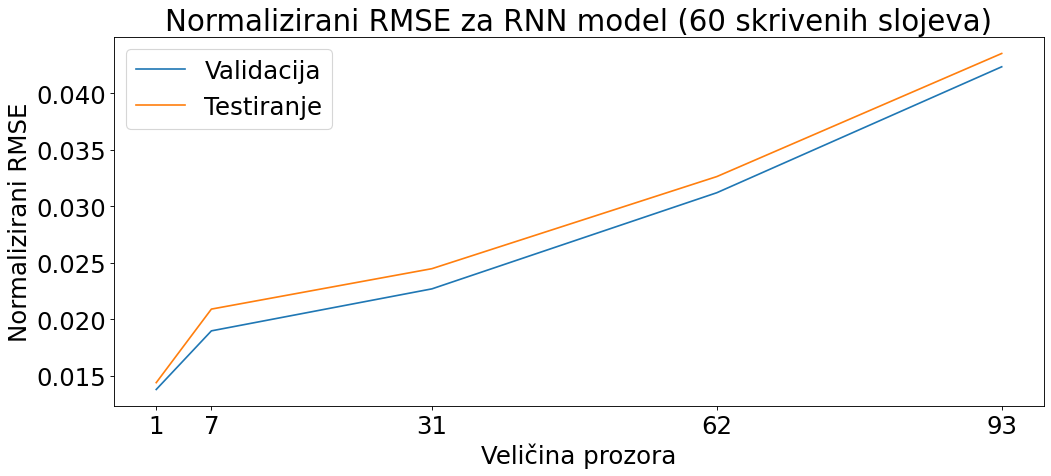 Normalizirani RMSE za RNN model (60 skrivenih slojeva)
Validacija
Testiranje
Normalizirani RMSE
0.040
0.035
0.030
0.025
0.020
0.015
1 7 31 62 93
Veličina prozora